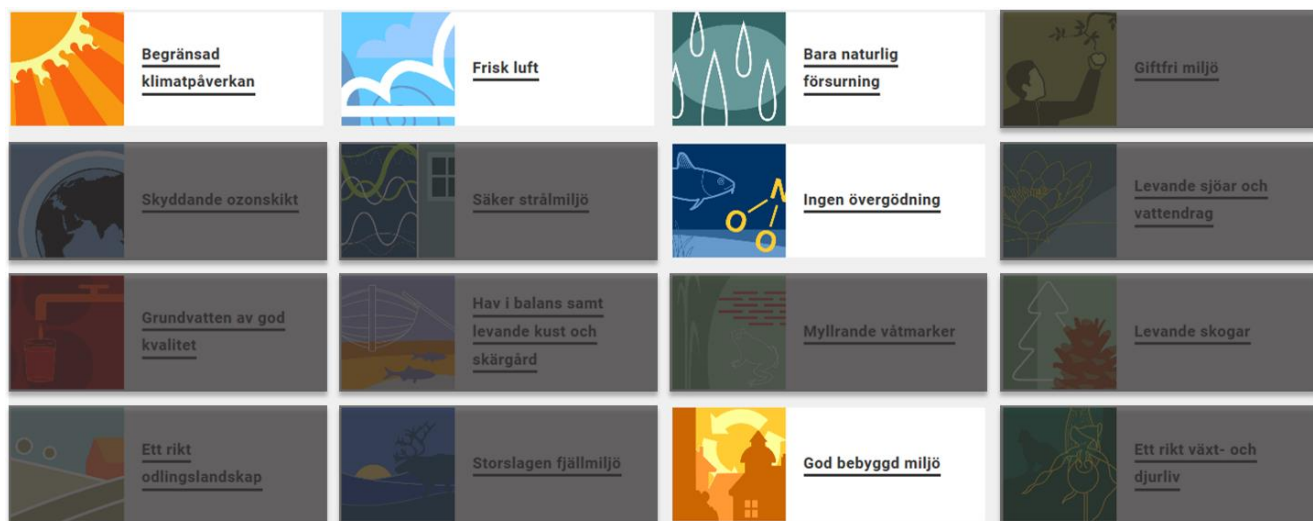 Begränsad
klimatpåverkan
Frisk luft
Bara naturlig
försurning
Giftfri miljö
Skyddande ozonskikt
Säker strålmiljö
N
O
O
Ingen övergödning
Levande sjöar och
vattendrag
Grundvatten av god
kvalitet
Hav i balans samt
levande kust och
skärgård
Myllrande våtmarker
Levande skogar
Ett rikt
odlingslandskap
Storslagen fjällmiljö
God bebyggd miljö
Ett rikt växt- och
djurliv